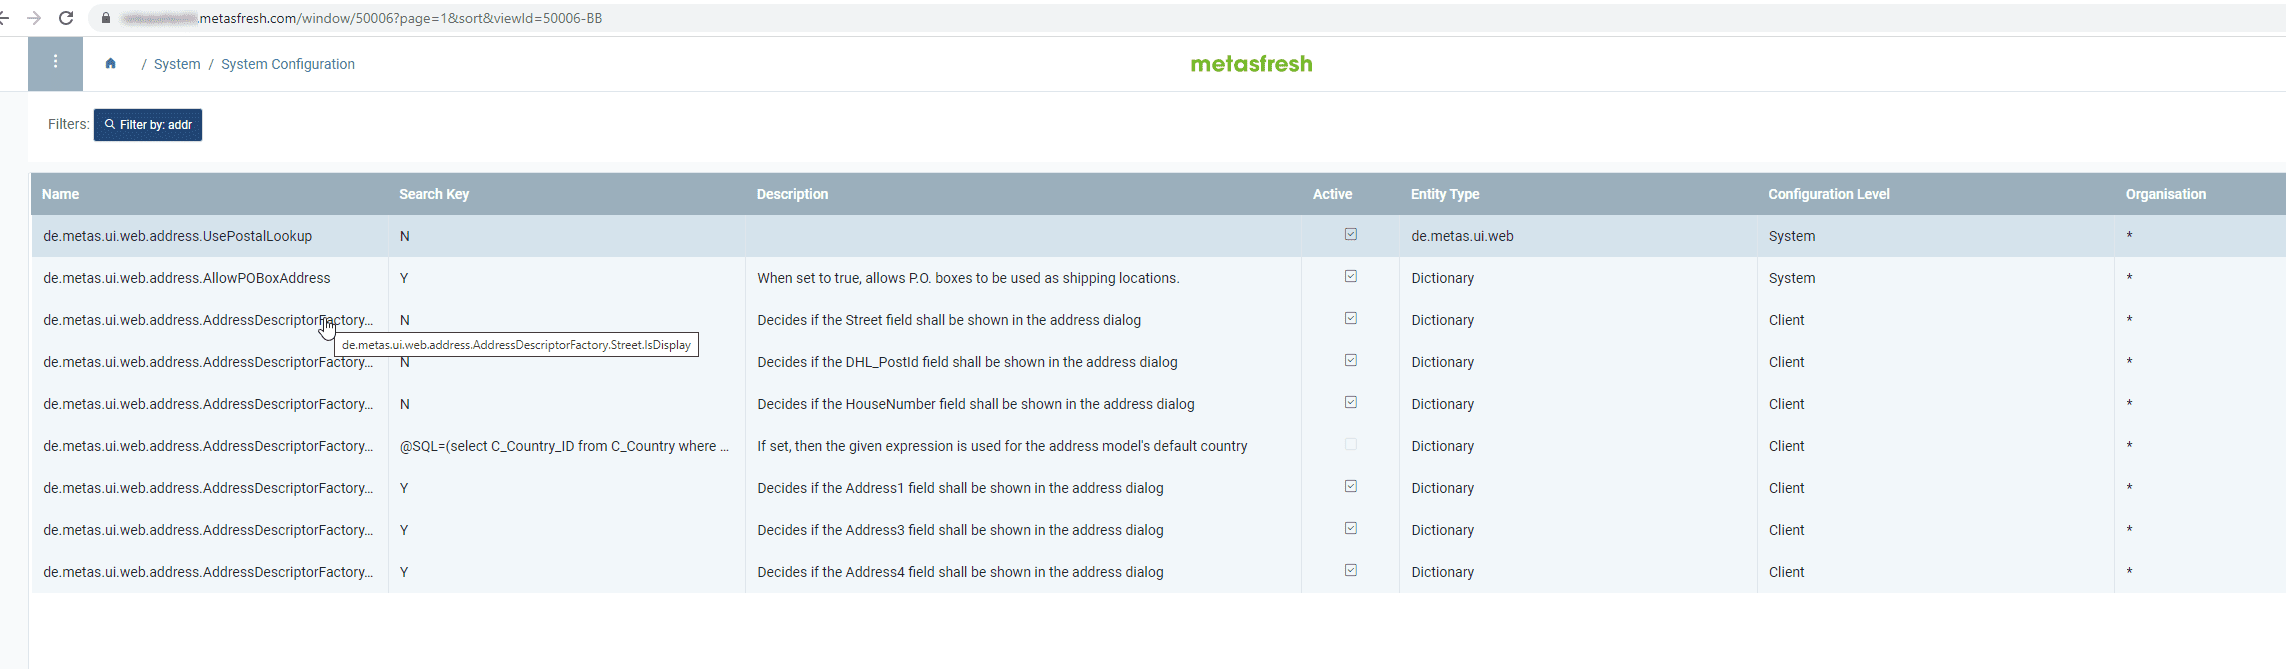 .metasfresh.com/window/50006?page=1&sort&viewId=50006-BB
/ System / System Configuration
metasfresh
Filters: Filter by: addr
Name Search Key Description Active Entity Type Configuration Level Organisation
de.metas.ui.web.address.UsePostalLookup N de.metas.ui.web System *
de.metas.ui.web.address.AllowPOBoxAddress Y When set to true, allows P.O. boxes to be used as shipping locations. Dictionary System *
de.metas.ui.web.address.AddressDescriptorFactory... N Decides if the Street field shall be shown in the address dialog Dictionary Client *
de.metas.ui.web.address.AddressDescriptorFactory.Street.IsDisplay
de.metas.ui.web.address.AddressDescriptorFactory... N Decides if the DHL_PostId field shall be shown in the address dialog Dictionary Client *
de.metas.ui.web.address.AddressDescriptorFactory... N Decides if the HouseNumber field shall be shown in the address dialog Dictionary Client *
de.metas.ui.web.address.AddressDescriptorFactory... @SQL=(select C_Country_ID from C_Country where ... If set, then the given expression is used for the address model's default country Dictionary Client *
de.metas.ui.web.address.AddressDescriptorFactory... Y Decides if the Address1 field shall be shown in the address dialog Dictionary Client *
de.metas.ui.web.address.AddressDescriptorFactory... Y Decides if the Address3 field shall be shown in the address dialog Dictionary Client *
de.metas.ui.web.address.AddressDescriptorFactory... Y Decides if the Address4 field shall be shown in the address dialog Dictionary Client *